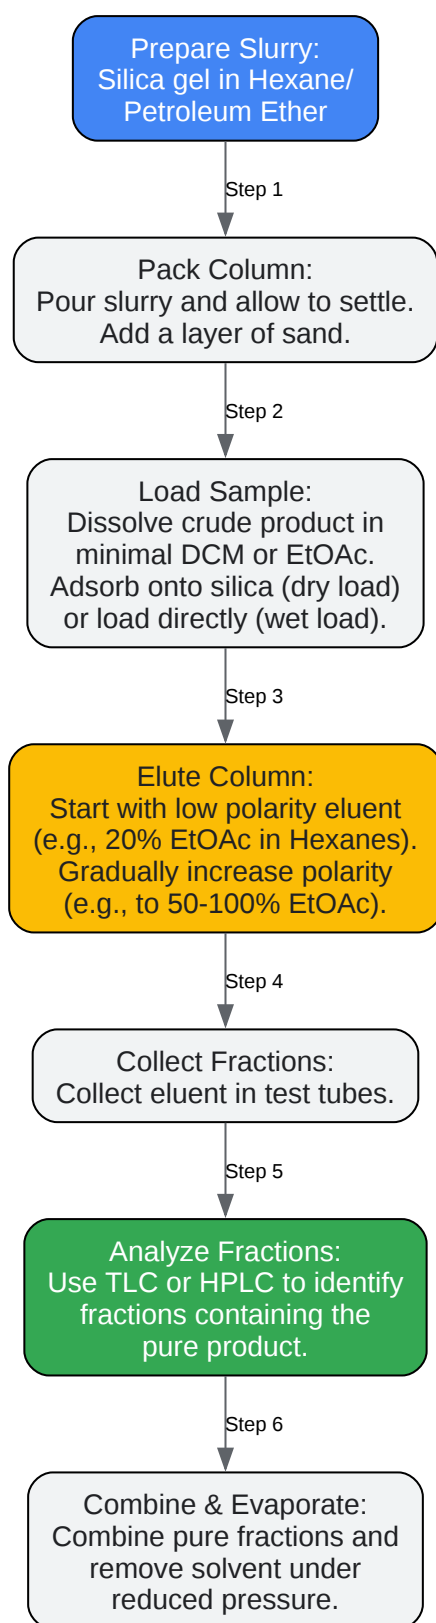 Prepare Slurry:
Silica gel in Hexane/
Petroleum Ether
Step 1
Pack Column:
Pour slurry and allow to settle.
Add a layer of sand.
Step 2
Load Sample:
Dissolve crude product in
minimal DCM or EtOAc.
Adsorb onto silica (dry load)
or load directly (wet load).
Step 3
Elute Column:
Start with low polarity eluent
(e.g., 20% EtOAc in Hexanes).
Gradually increase polarity
(e.g., to 50-100% EtOAc).
Step 4
Collect Fractions:
Collect eluent in test tubes.
Step 5
Analyze Fractions:
Use TLC or HPLC to identify
fractions containing the
pure product.
Step 6
Combine & Evaporate:
Combine pure fractions and
remove solvent under
reduced pressure.